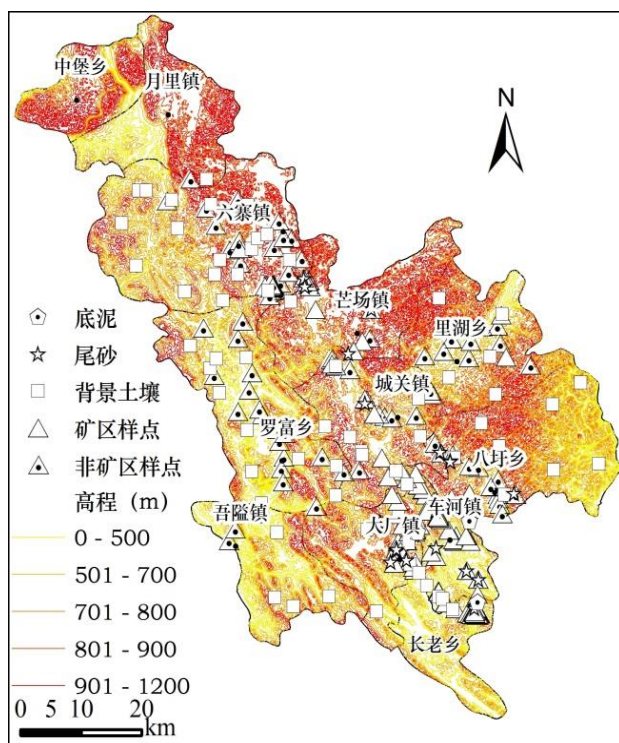 中堡乡
月里镇
N
六寨镇
芒场镇
里湖乡
城关镇
罗富乡
八圩乡
吾隘镇
车河镇
大厂镇
长老乡
底泥
尾砂
背景土壤
矿区样点
非矿区样点
高程（m）
0 - 500
501 - 700
701 - 800
801 - 900
901 - 1200
0 5 10 20
km